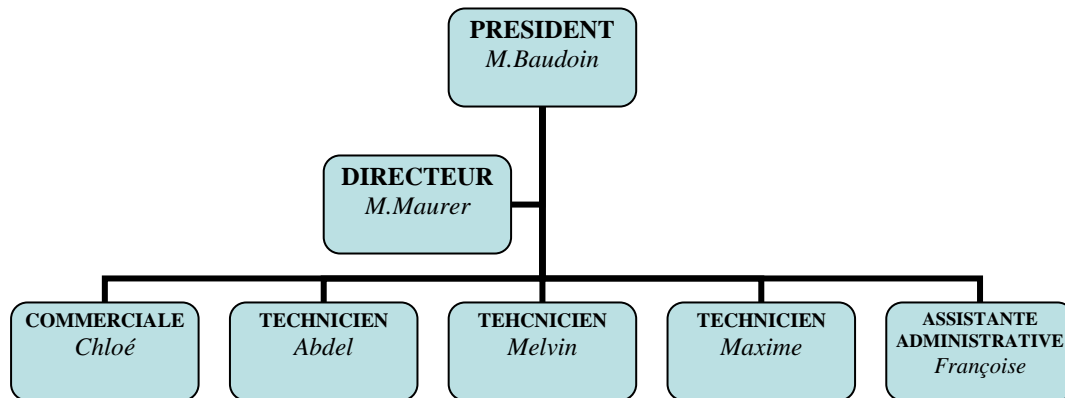 PRESIDENT
M.Baudoin
DIRECTEUR
M.Maurer
COMMERCIALE
Chloé
TECHNICIEN
Abdel
TEHCNICIEN
Melvin
TECHNICIEN
Maxime
ASSISTANTE
ADMINISTRATIVE
Françoise